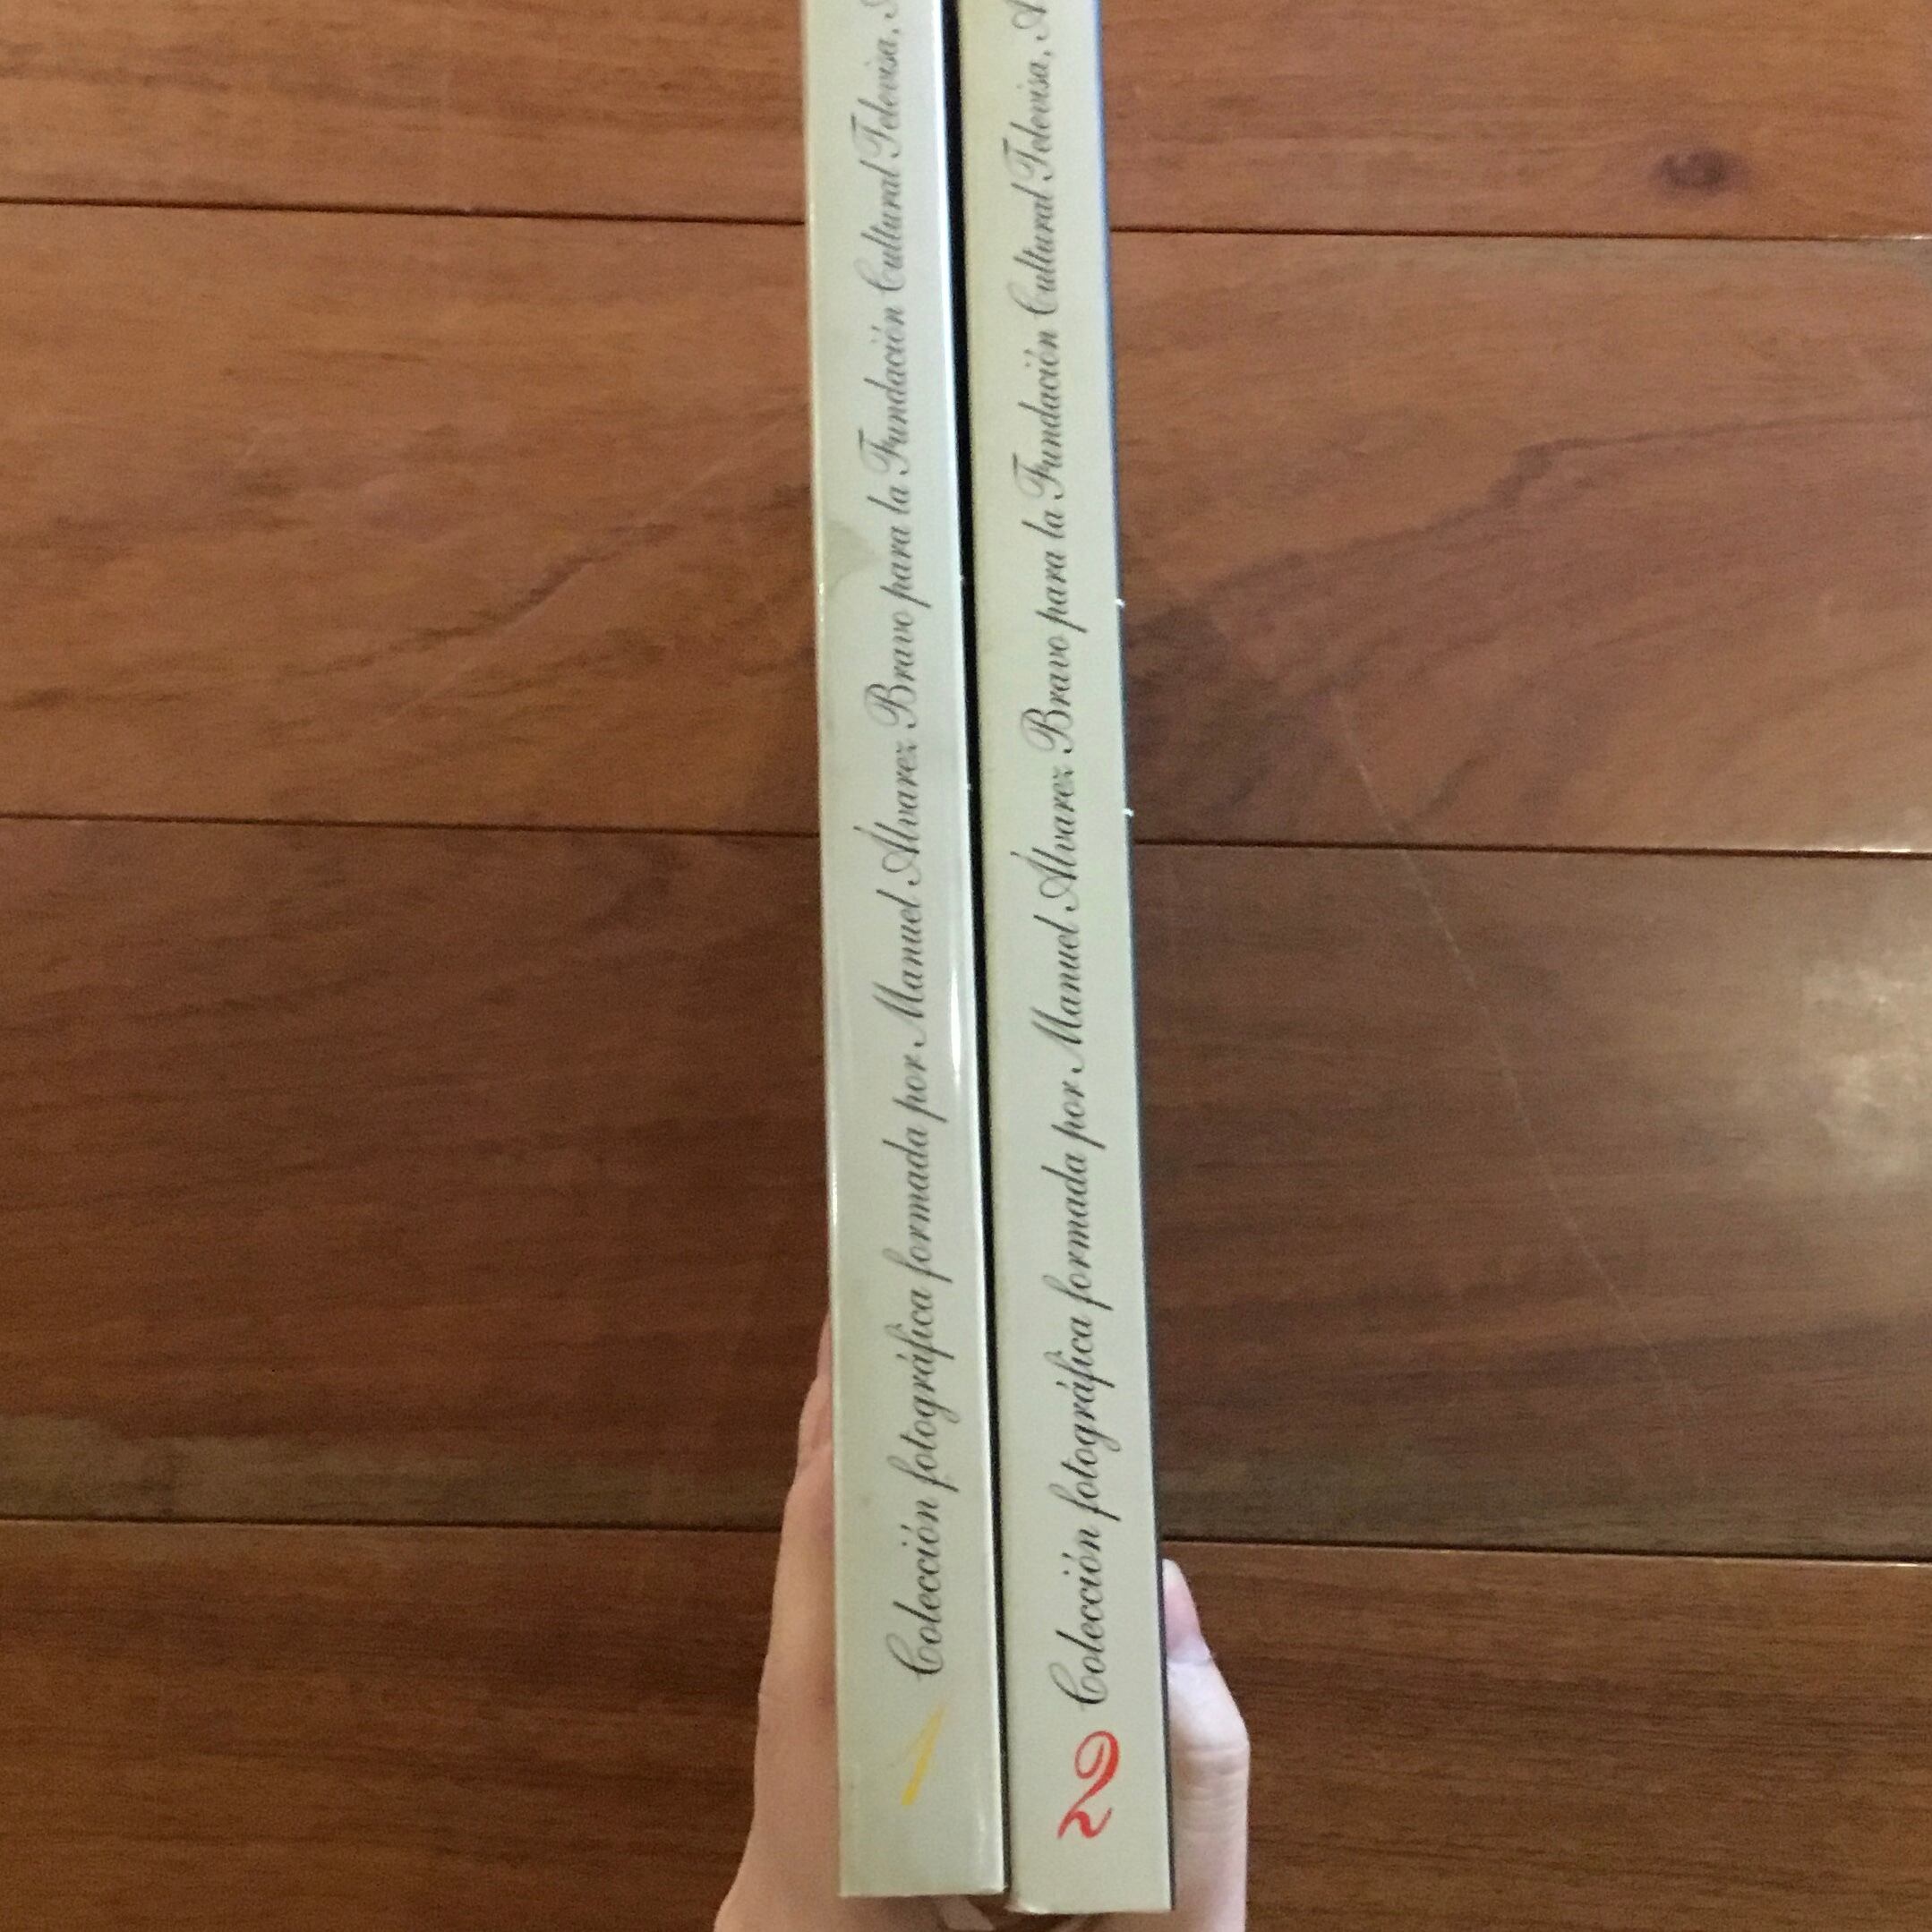 1 Colección fotográfica formada por Manuel Álvarez Bravo para la Fundación Cultural Televisa,
2 Colección fotográfica formada por Manuel Álvarez Bravo para la Fundación Cultural Televisa, A